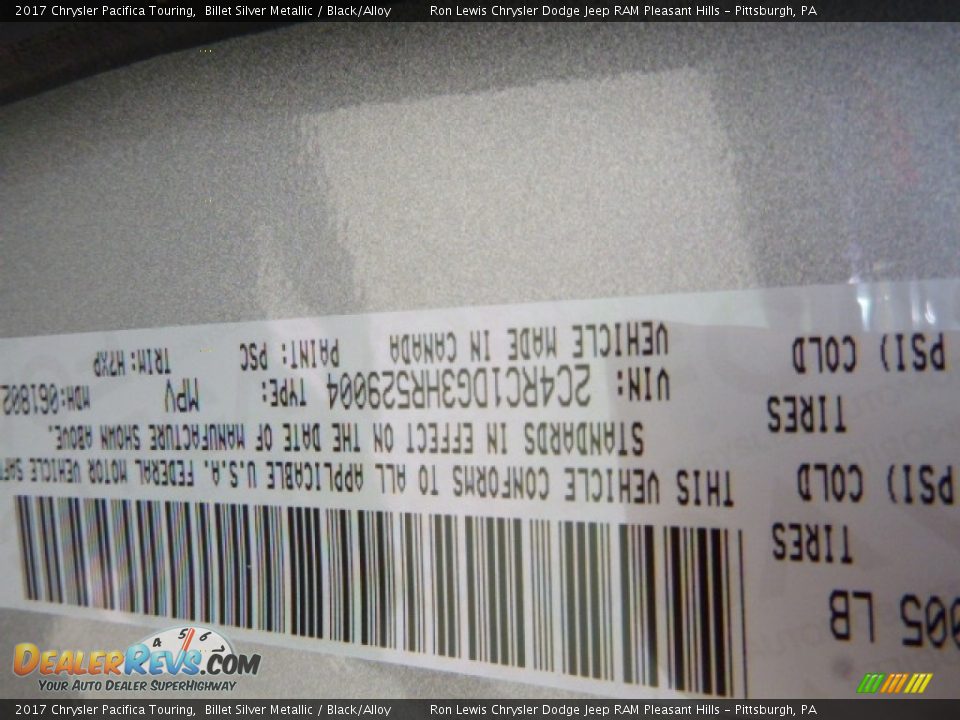 2017 Chrysler Pacifica Touring, Billet Silver Metallic / Black/Alloy Ron Lewis Chrysler Dodge Jeep RAM Pleasant Hills - Pittsburgh, PA
005 LB
TIRES
PSI) COLD
THIS VEHICLE CONFORMS TO ALL APPLICABLE U.S.A. FEDERAL MOTOR VEHICLE
STANDARDS IN EFFECT ON THE DATE OF MANUFACTURE SHOWN ABOVE.
TIRES
VIN: 2C4RC1DG3HR529004 TYPE: MPV MDH:061802
PSI) COLD
VEHICLE MADE IN CANADA PAINT: PSC TRIM: H7XP
4 5 6
DealerRevs.com
Your Auto Dealer SuperHighway
2017 Chrysler Pacifica Touring, Billet Silver Metallic / Black/Alloy Ron Lewis Chrysler Dodge Jeep RAM Pleasant Hills - Pittsburgh, PA